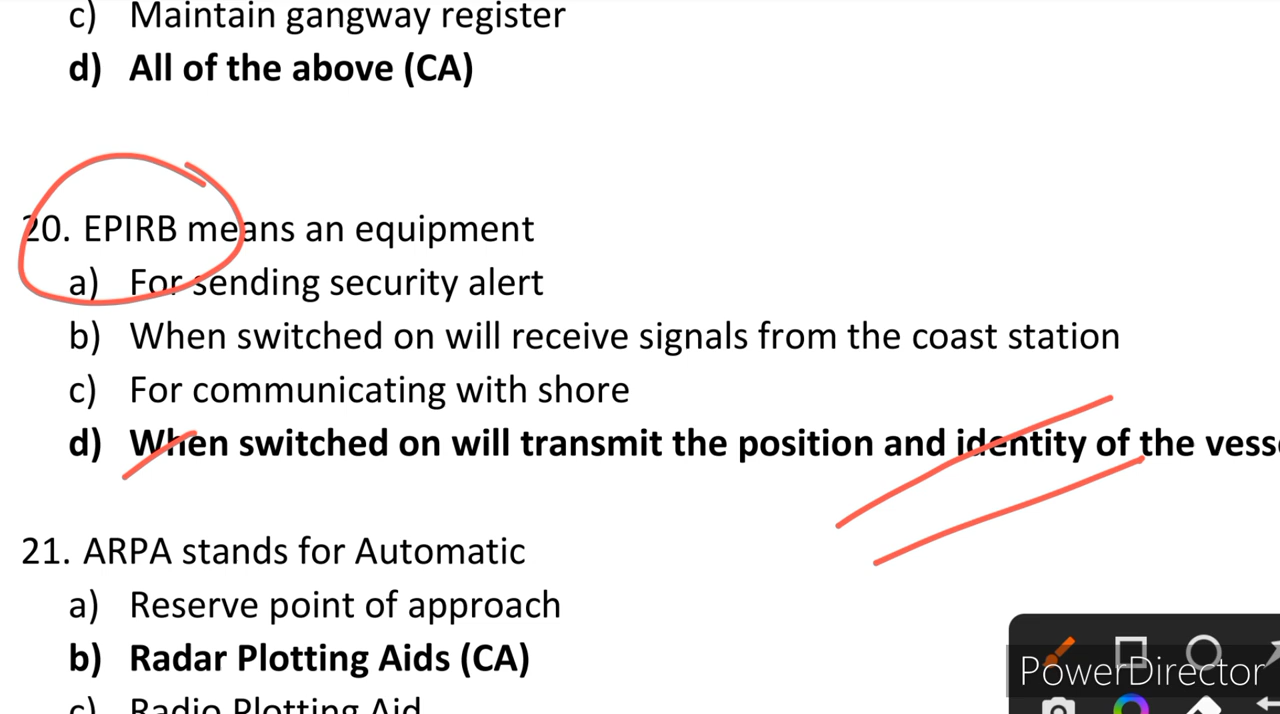 c) Maintain gangway register
d) All of the above (CA)
20. EPIRB means an equipment
a) For sending security alert
b) When switched on will receive signals from the coast station
c) For communicating with shore
d) When switched on will transmit the position and identity of the vess
21. ARPA stands for Automatic
a) Reserve point of approach
b) Radar Plotting Aids (CA)
c) Radio Plotting Aid
PowerDirector